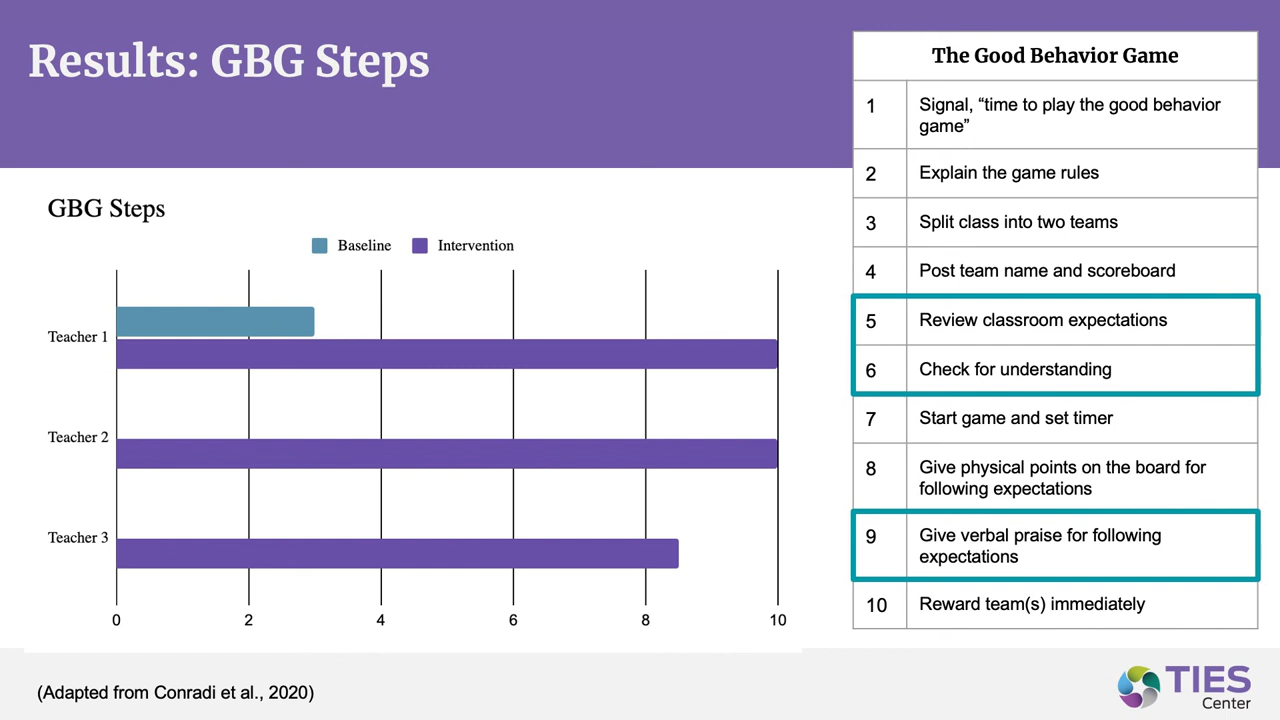 Results: GBG Steps
GBG Steps
Baseline Intervention
Teacher 1
Teacher 2
Teacher 3
0 2 4 6 8 10
The Good Behavior Game
1 Signal, “time to play the good behavior
game”
2 Explain the game rules
3 Split class into two teams
4 Post team name and scoreboard
5 Review classroom expectations
6 Check for understanding
7 Start game and set timer
8 Give physical points on the board for
following expectations
9 Give verbal praise for following
expectations
10 Reward team(s) immediately
(Adapted from Conradi et al., 2020)
TIES
Center